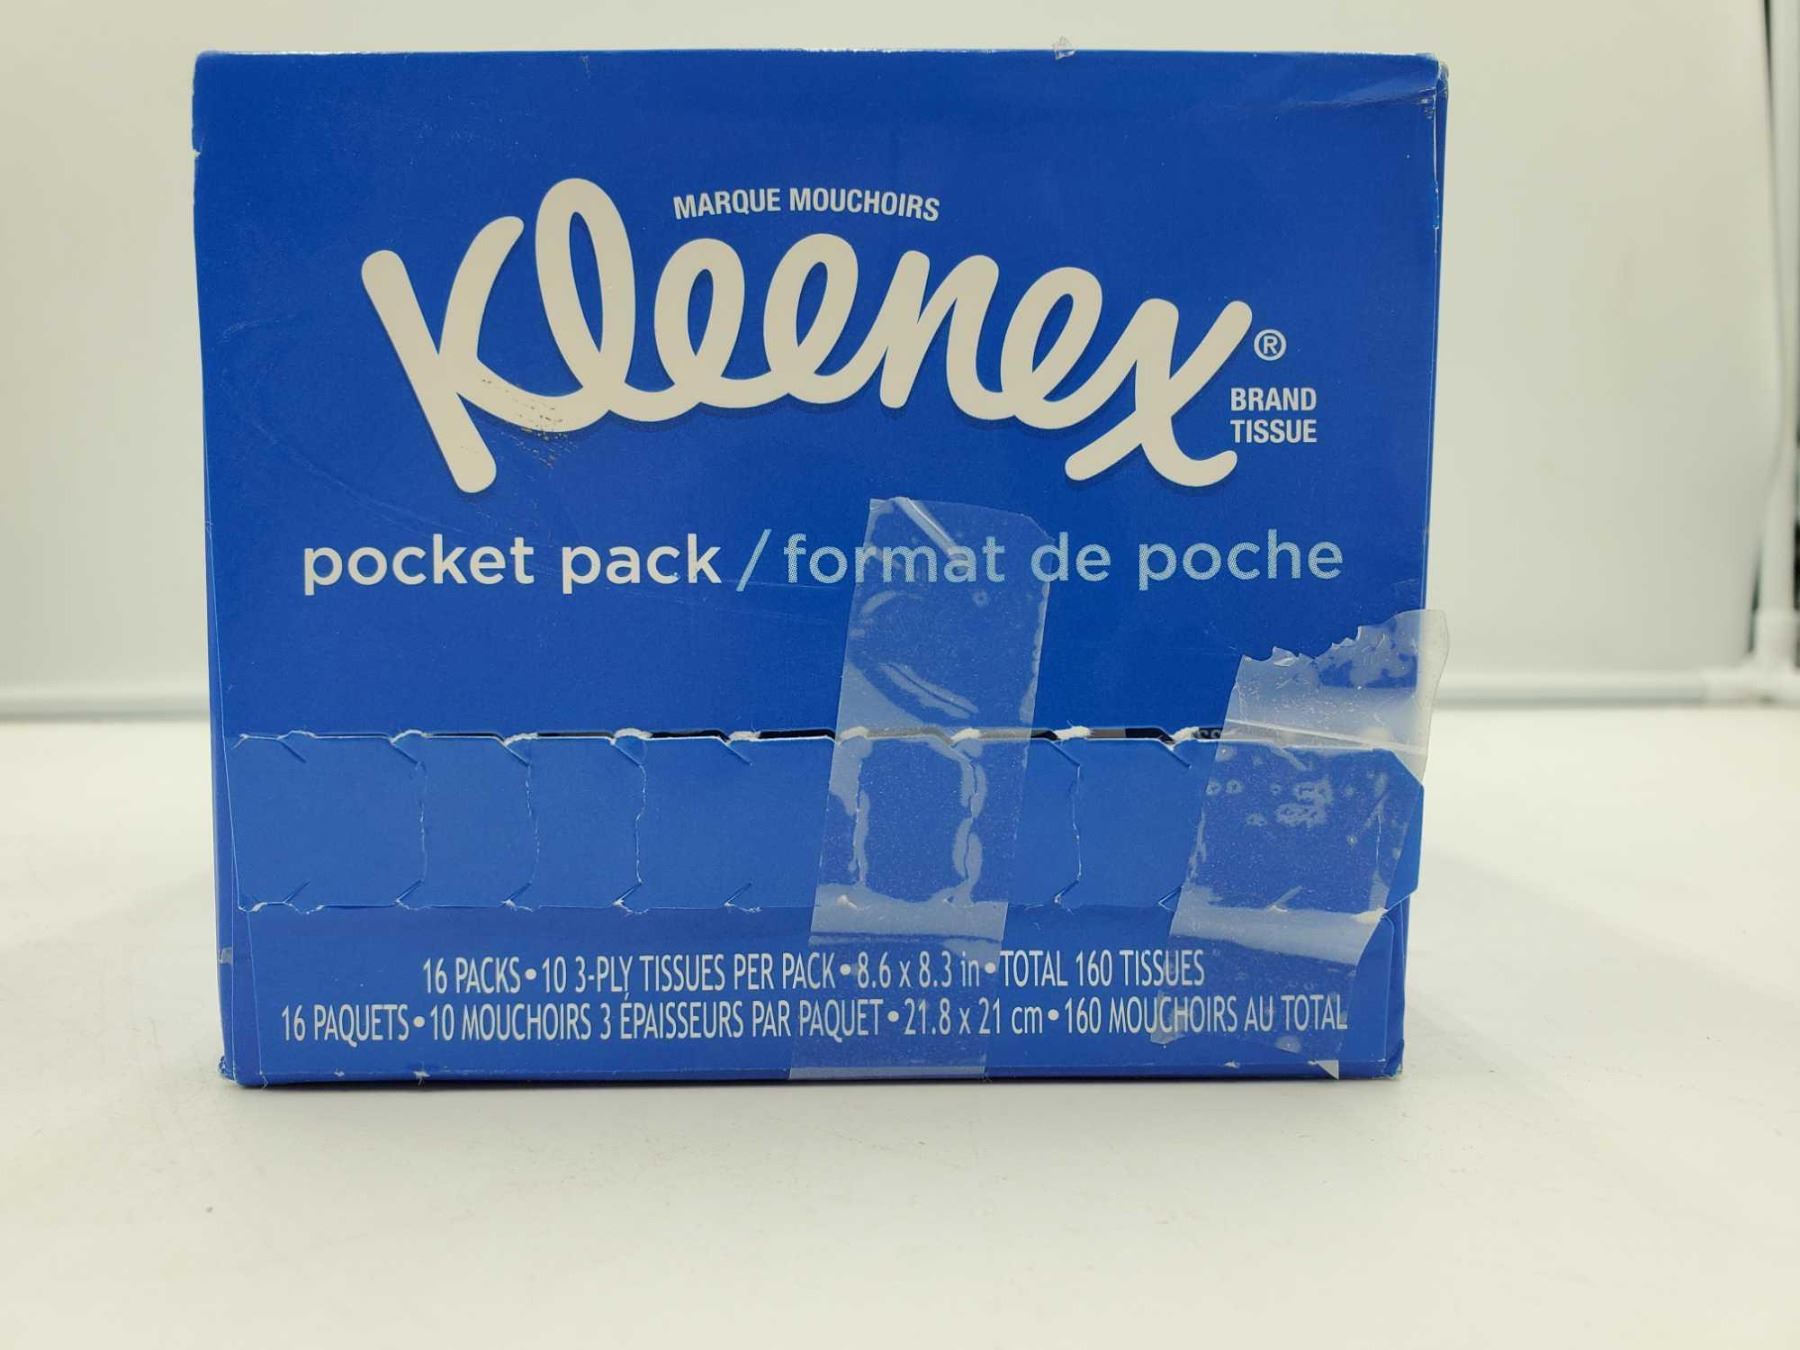 MARQUE MOUCHOIRS
Kleenex®
BRAND
TISSUE
pocket pack / format de poche
16 PACKS • 10 3-PLY TISSUES PER PACK • 8.6 x 8.3 in • TOTAL 160 TISSUES
16 PAQUETS • 10 MOUCHOIRS 3 ÉPAISSEURS PAR PAQUET • 21.8 x 21 cm • 160 MOUCHOIRS AU TOTAL